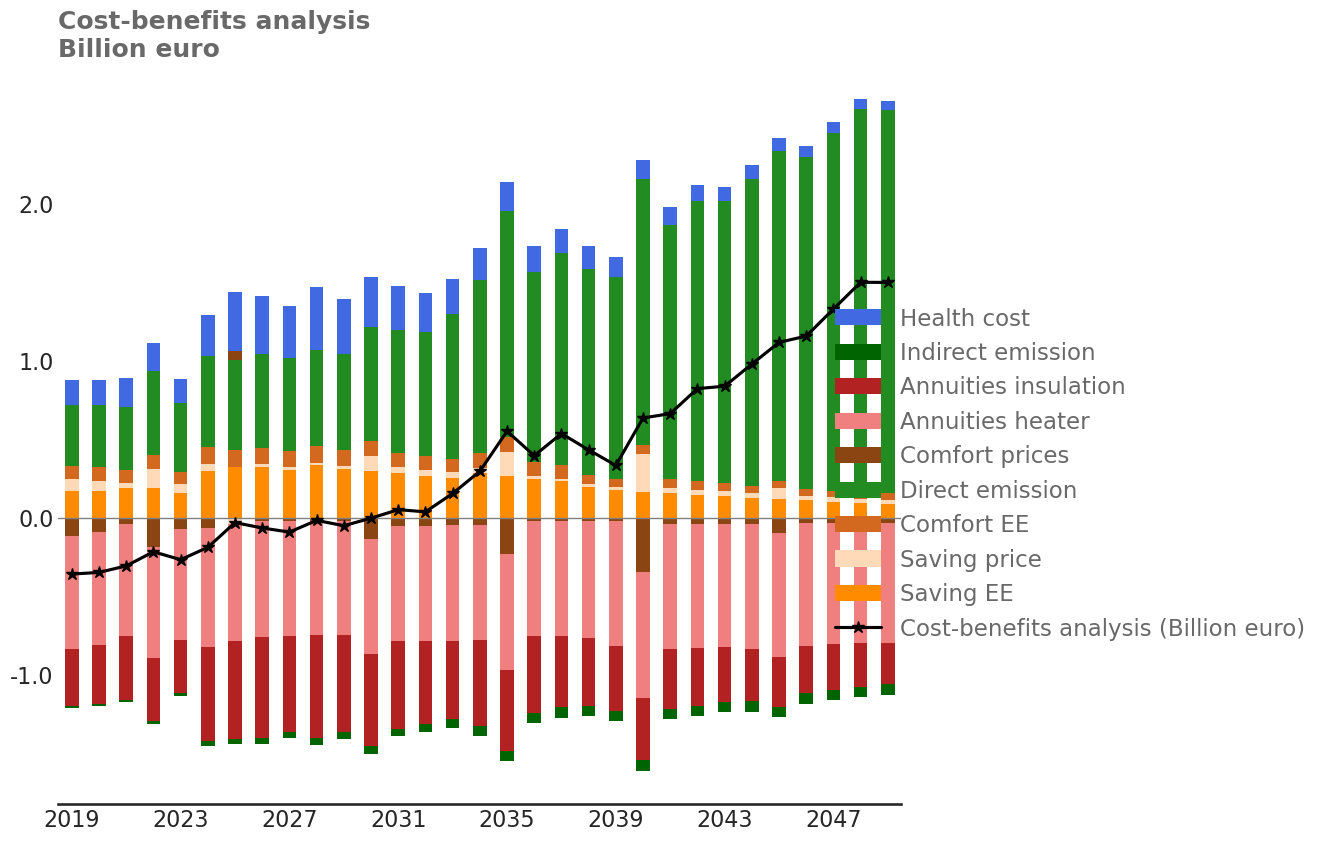 Cost-benefits analysis
Billion euro
2.0
1.0
0.0
-1.0
2019 2023 2027 2031 2035 2039 2043 2047
Health cost
Indirect emission
Annuities insulation
Annuities heater
Comfort prices
Direct emission
Comfort EE
Saving price
Saving EE
Cost-benefits analysis (Billion euro)